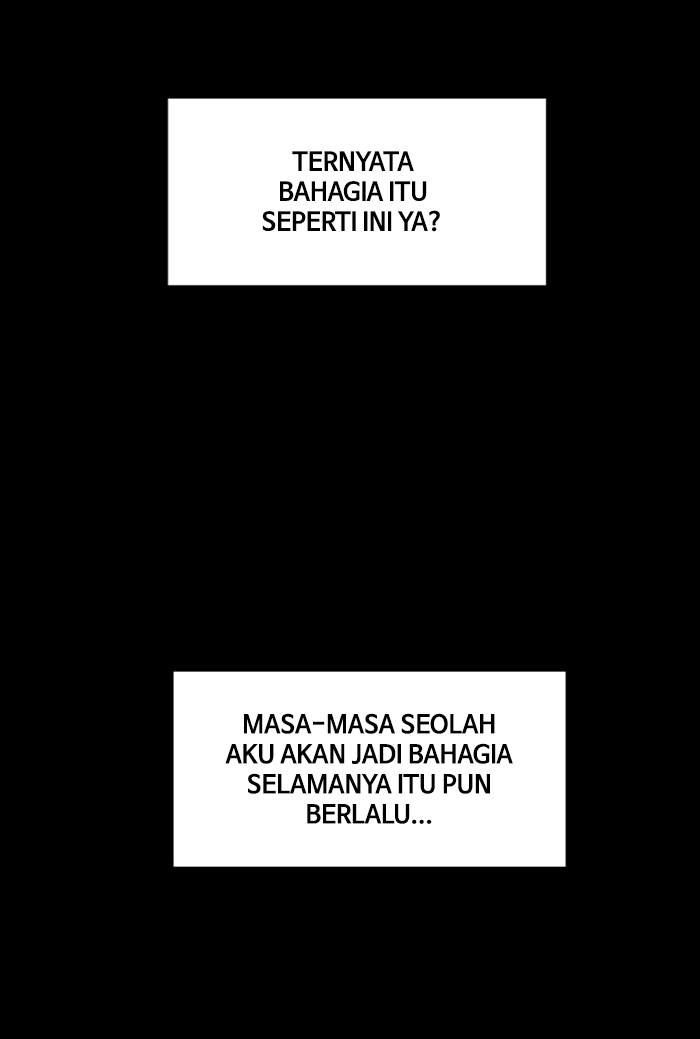 TERNYATA
BAHAGIA ITU
SEPERTI INI YA?
MASA-MASA SEOLAH
AKU AKAN JADI BAHAGIA
SELAMANYA ITU PUN
BERLALU...